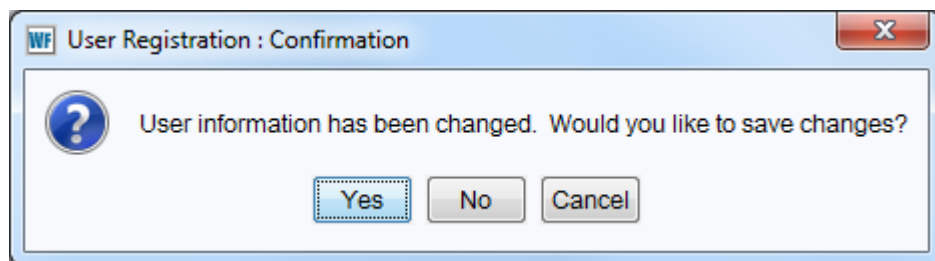 WF User Registration : Confirmation
? User information has been changed.  Would you like to save changes?
Yes No Cancel